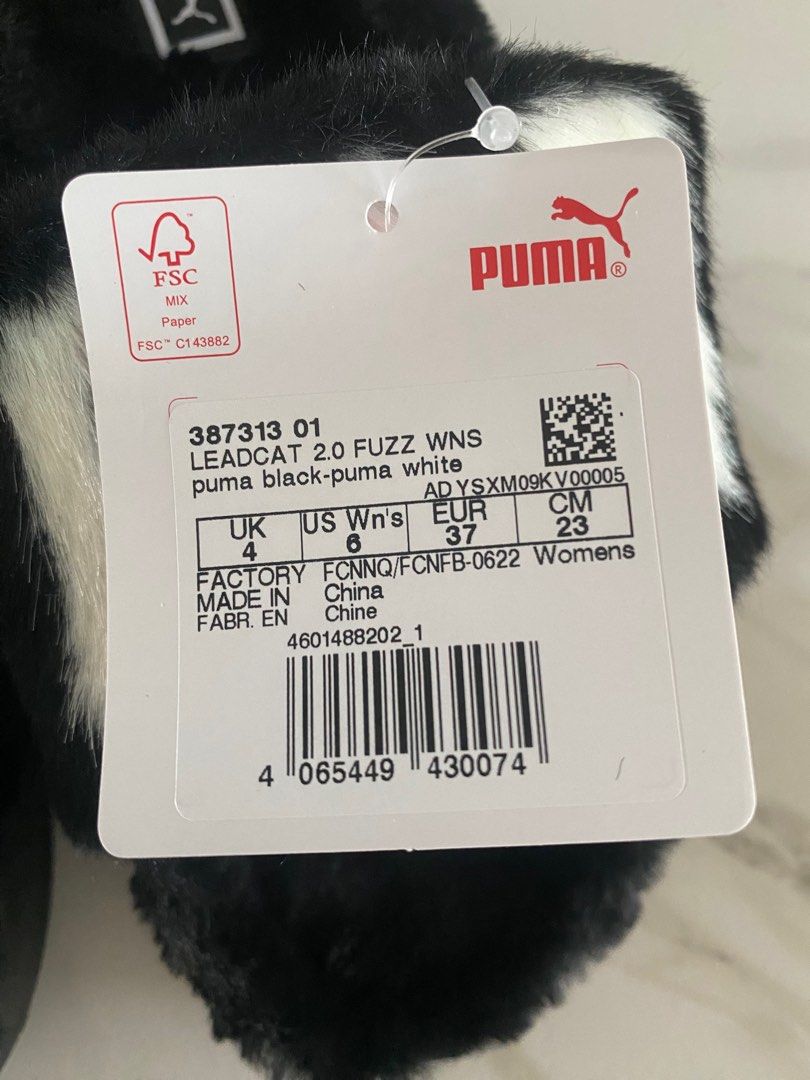 FSC
MIX
Paper
FSC™ C143882
PUMA®
387313 01
LEADCAT 2.0 FUZZ WNS
puma black-puma white
ADYSXM09KV00005
UK US Wn's EUR CM
4 6 37 23
FACTORY FCNNQ/FCNFB-0622 Womens
MADE IN China
FABR. EN Chine
4601488202_1
4 065449 430074